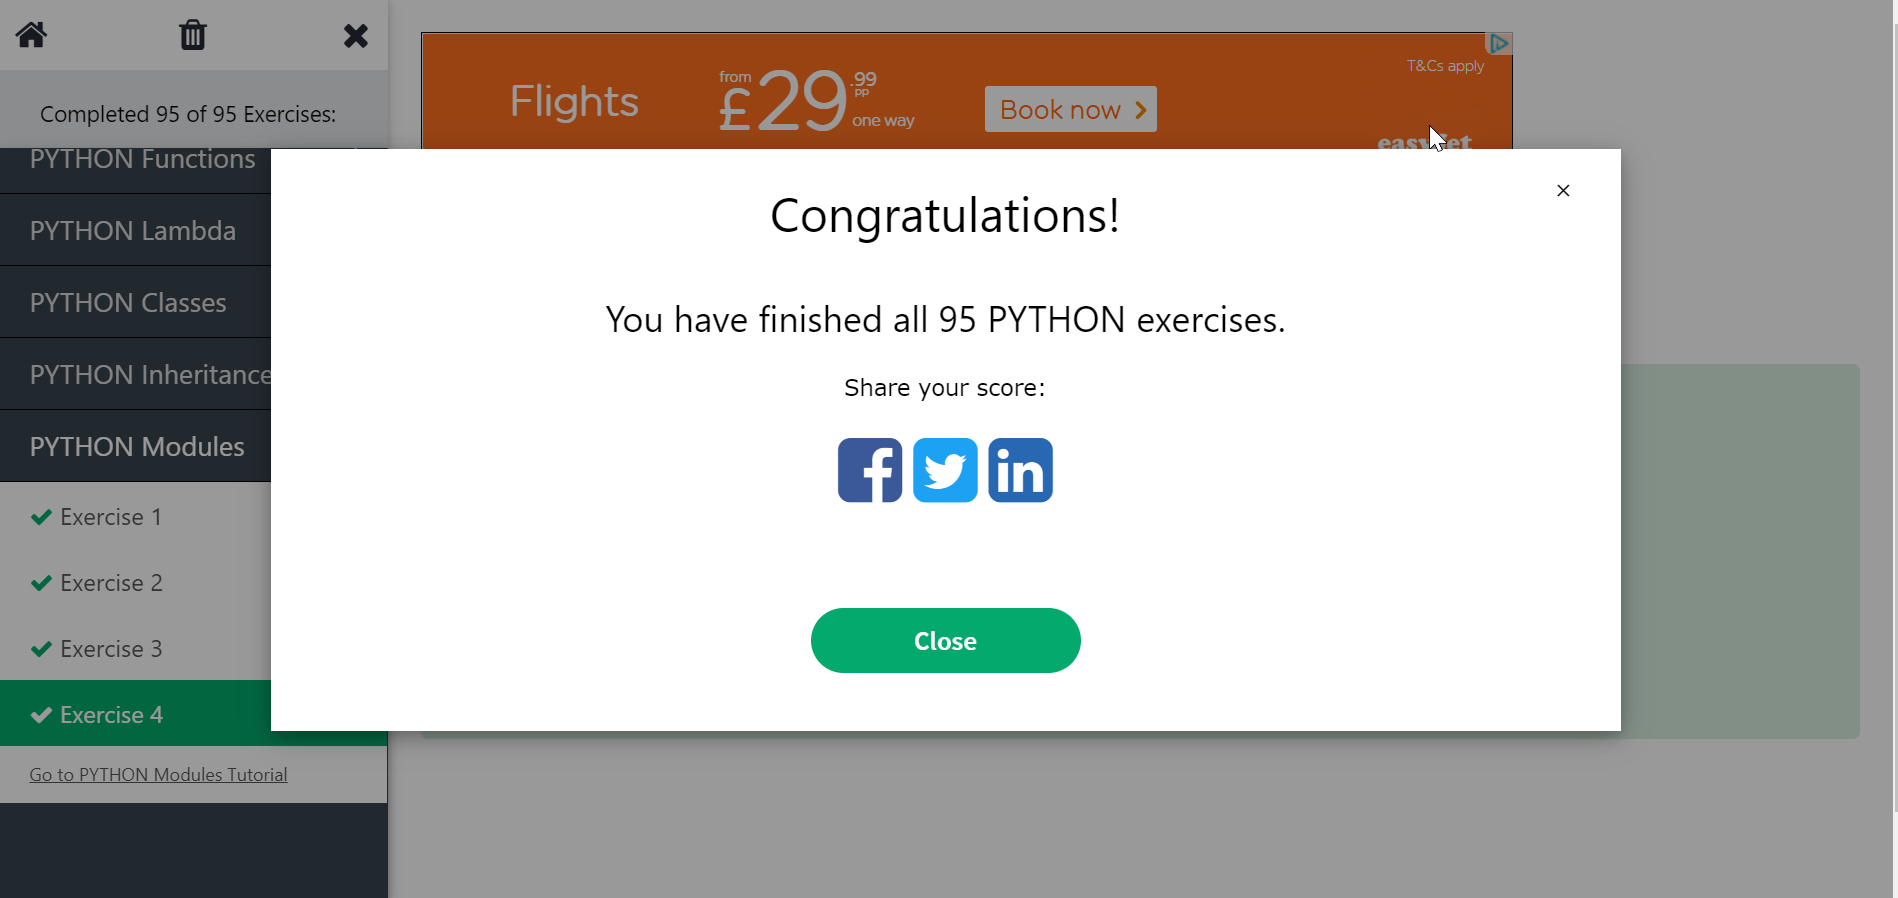 Completed 95 of 95 Exercises:
PYTHON Functions
PYTHON Lambda
PYTHON Classes
PYTHON Inheritance
PYTHON Modules
Exercise 1
Exercise 2
Exercise 3
Exercise 4
Go to PYTHON Modules Tutorial
Flights
from
£29.99
pp
one way
Book now
T&Cs apply
easyJet
Congratulations!
You have finished all 95 PYTHON exercises.
Share your score:
Close